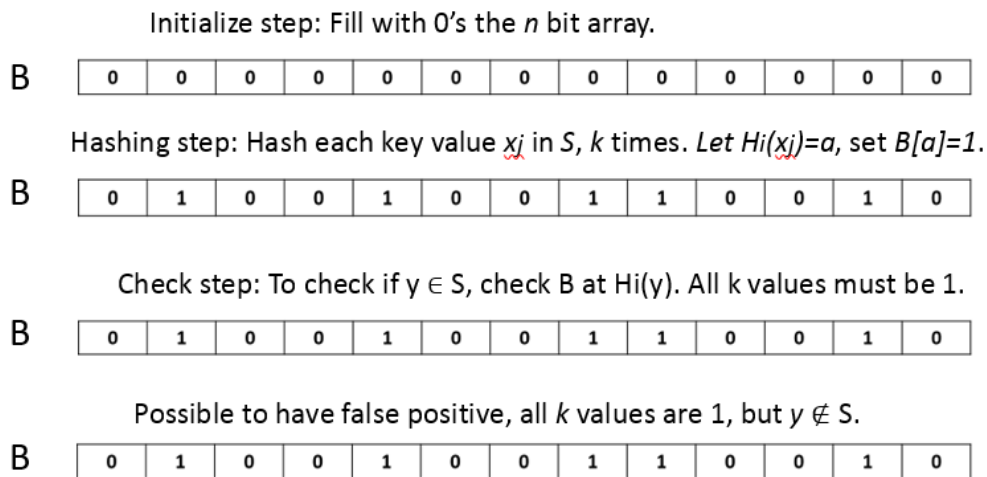 Initialize step: Fill with 0's the n bit array.
B 0 0 0 0 0 0 0 0 0 0 0 0 0
Hashing step: Hash each key value xj in S, k times. Let Hi(xj)=a, set B[a]=1.
B 0 1 0 0 1 0 0 1 1 0 0 1 0
Check step: To check if y ∈ S, check B at Hi(y). All k values must be 1.
B 0 1 0 0 1 0 0 1 1 0 0 1 0
Possible to have false positive, all k values are 1, but y ∉ S.
B 0 1 0 0 1 0 0 1 1 0 0 1 0